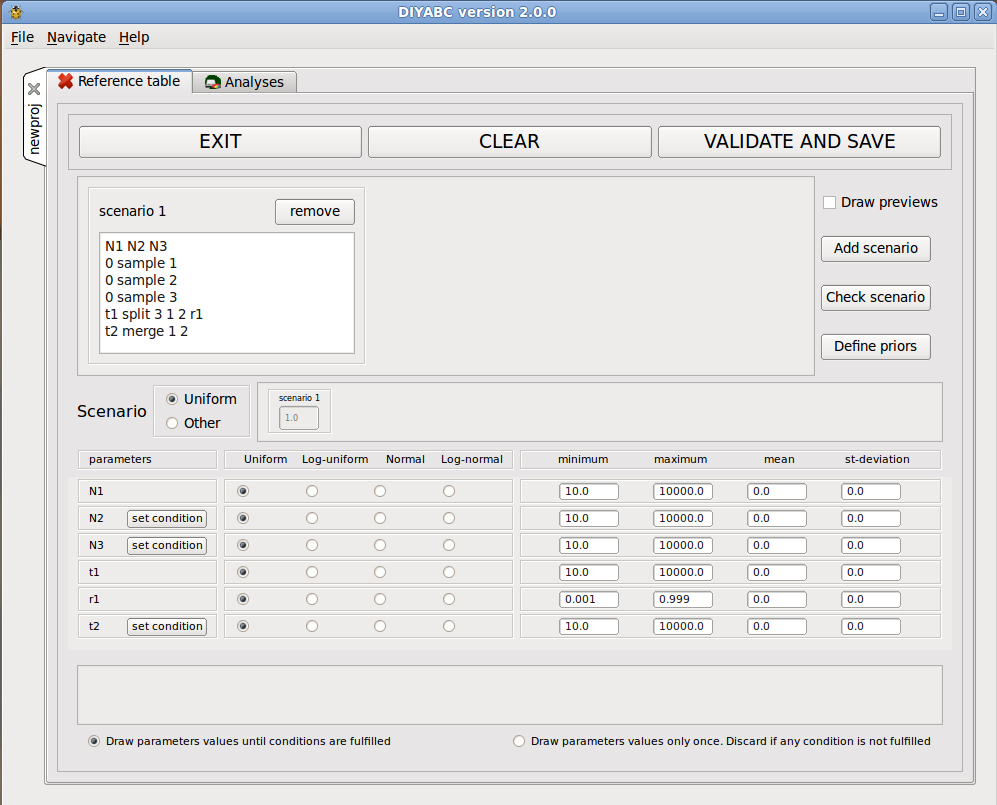 DIYABC version 2.0.0
File Navigate Help
newproj
Reference table Analyses
EXIT CLEAR VALIDATE AND SAVE
scenario 1 remove
N1 N2 N3
0 sample 1
0 sample 2
0 sample 3
t1 split 3 1 2 r1
t2 merge 1 2
Draw previews
Add scenario
Check scenario
Define priors
Scenario
Uniform
Other
scenario 1
1.0
parameters Uniform Log-uniform Normal Log-normal minimum maximum mean st-deviation
N1 10.0 10000.0 0.0 0.0
N2 set condition 10.0 10000.0 0.0 0.0
N3 set condition 10.0 10000.0 0.0 0.0
t1 10.0 10000.0 0.0 0.0
r1 0.001 0.999 0.0 0.0
t2 set condition 10.0 10000.0 0.0 0.0
Draw parameters values until conditions are fulfilled Draw parameters values only once. Discard if any condition is not fulfilled